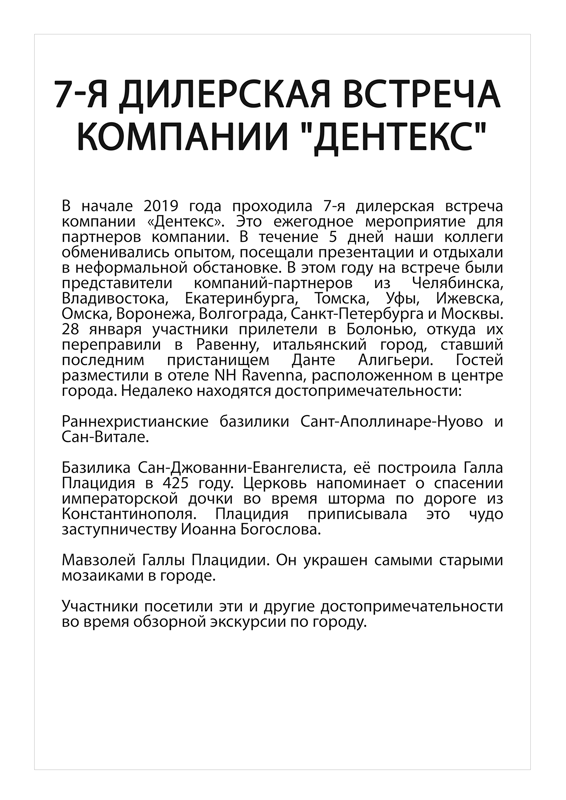 7-Я ДИЛЕРСКАЯ ВСТРЕЧА
КОМПАНИИ "ДЕНТЕКС"
В начале 2019 года проходила 7-я дилерская встреча
компании «Дентекс». Это ежегодное мероприятие для
партнеров компании. В течение 5 дней наши коллеги
обменивались опытом, посещали презентации и отдыхали
в неформальной обстановке. В этом году на встрече были
представители компаний-партнеров из Челябинска,
Владивостока, Екатеринбурга, Томска, Уфы, Ижевска,
Омска, Воронежа, Волгограда, Санкт-Петербурга и Москвы.
28 января участники прилетели в Болонью, откуда их
переправили в Равенну, итальянский город, ставший
последним пристанищем Данте Алигьери. Гостей
разместили в отеле NH Ravenna, расположенном в центре
города. Недалеко находятся достопримечательности:
Раннехристианские базилики Сант-Аполлинаре-Нуово и
Сан-Витале.
Базилика Сан-Джованни-Евангелиста, её построила Галла
Плацидия в 425 году. Церковь напоминает о спасении
императорской дочки во время шторма по дороге из
Константинополя. Плацидия приписывала это чудо
заступничеству Иоанна Богослова.
Мавзолей Галлы Плацидии. Он украшен самыми старыми
мозаиками в городе.
Участники посетили эти и другие достопримечательности
во время обзорной экскурсии по городу.